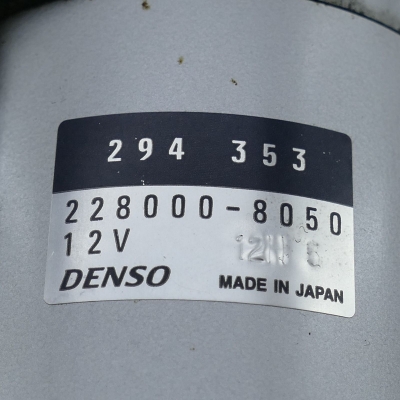 294 353
228000-8050
12V
DENSO MADE IN JAPAN